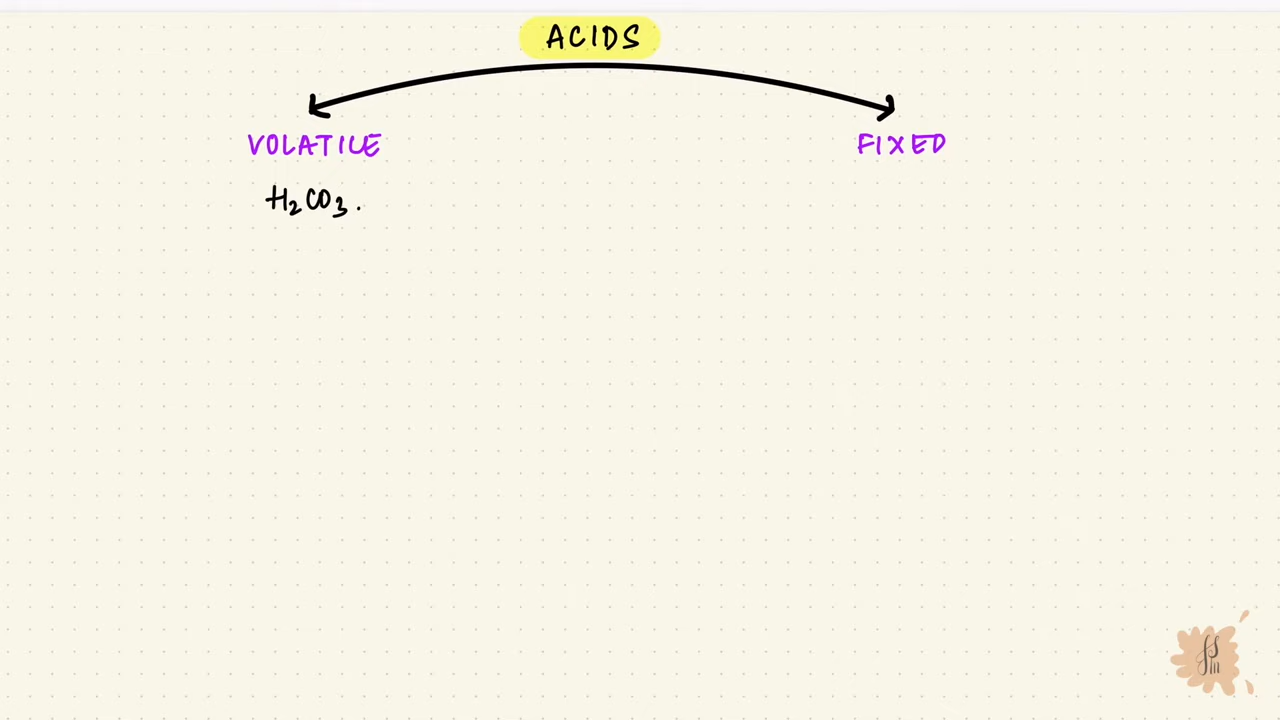 ACIDS
VOLATILE
FIXED
H₂CO₃.